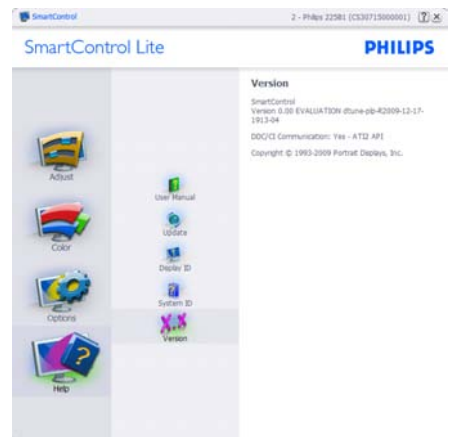 SmartControl
2 - Philips 225B1 (CS30715000001)
SmartControl Lite
PHILIPS
Adjust
Color
Options
Help
User Manual
Update
Display ID
System ID
Version
Version
SmartControl
Version 0.00 EVALUATION dtune-plp-R2009-12-17-
1913-04
DDC/CI Communication: Yes - ATI2 API
Copyright © 1993-2009 Portrait Displays, Inc.